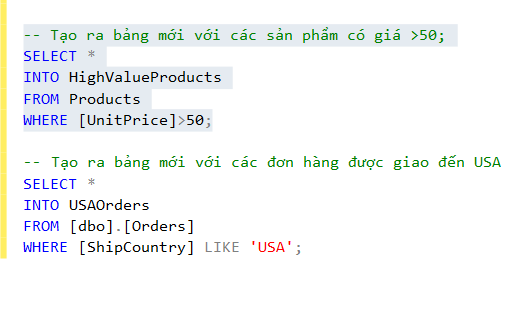 -- Tạo ra bảng mới với các sản phẩm có giá >50;
SELECT *
INTO HighValueProducts
FROM Products
WHERE [UnitPrice]>50;
-- Tạo ra bảng mới với các đơn hàng được giao đến USA
SELECT *
INTO USAOrders
FROM [dbo].[Orders]
WHERE [ShipCountry] LIKE 'USA';